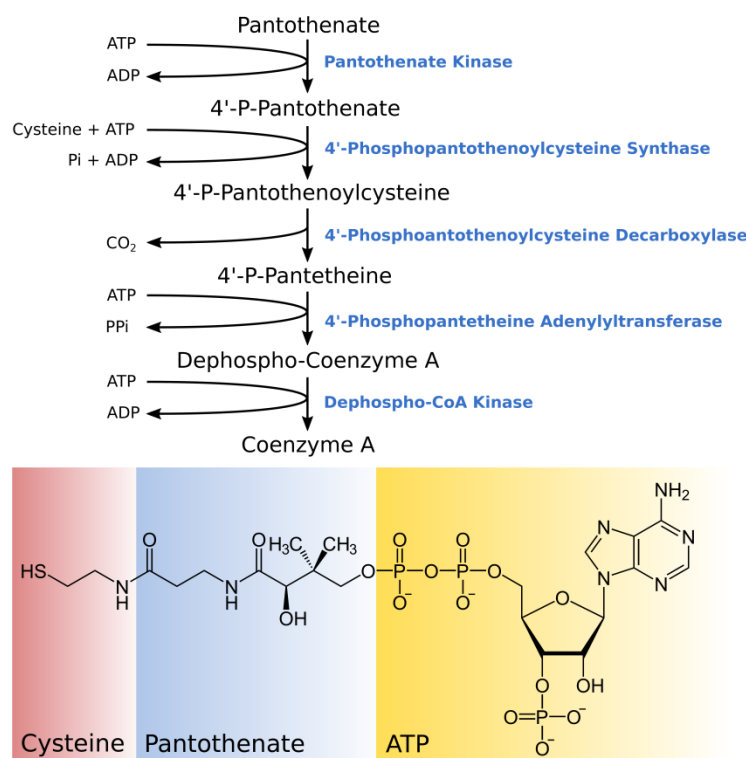 Pantothenate
ATP
Pantothenate Kinase
ADP
4'-P-Pantothenate
Cysteine + ATP
4'-Phosphopantothenoylcysteine Synthase
Pi + ADP
4'-P-Pantothenoylcysteine
4'-Phosphoantothenoylcysteine Decarboxylase
CO₂
4'-P-Pantetheine
ATP
4'-Phosphopantetheine Adenylyltransferase
PPi
Dephospho-Coenzyme A
ATP
Dephospho-CoA Kinase
ADP
Coenzyme A
NH₂
O O H₃C CH₃ O O N N
HS N H N H O P O P O O N N
OH O⁻ O⁻
O OH
O P O⁻
O⁻
Cysteine Pantothenate ATP